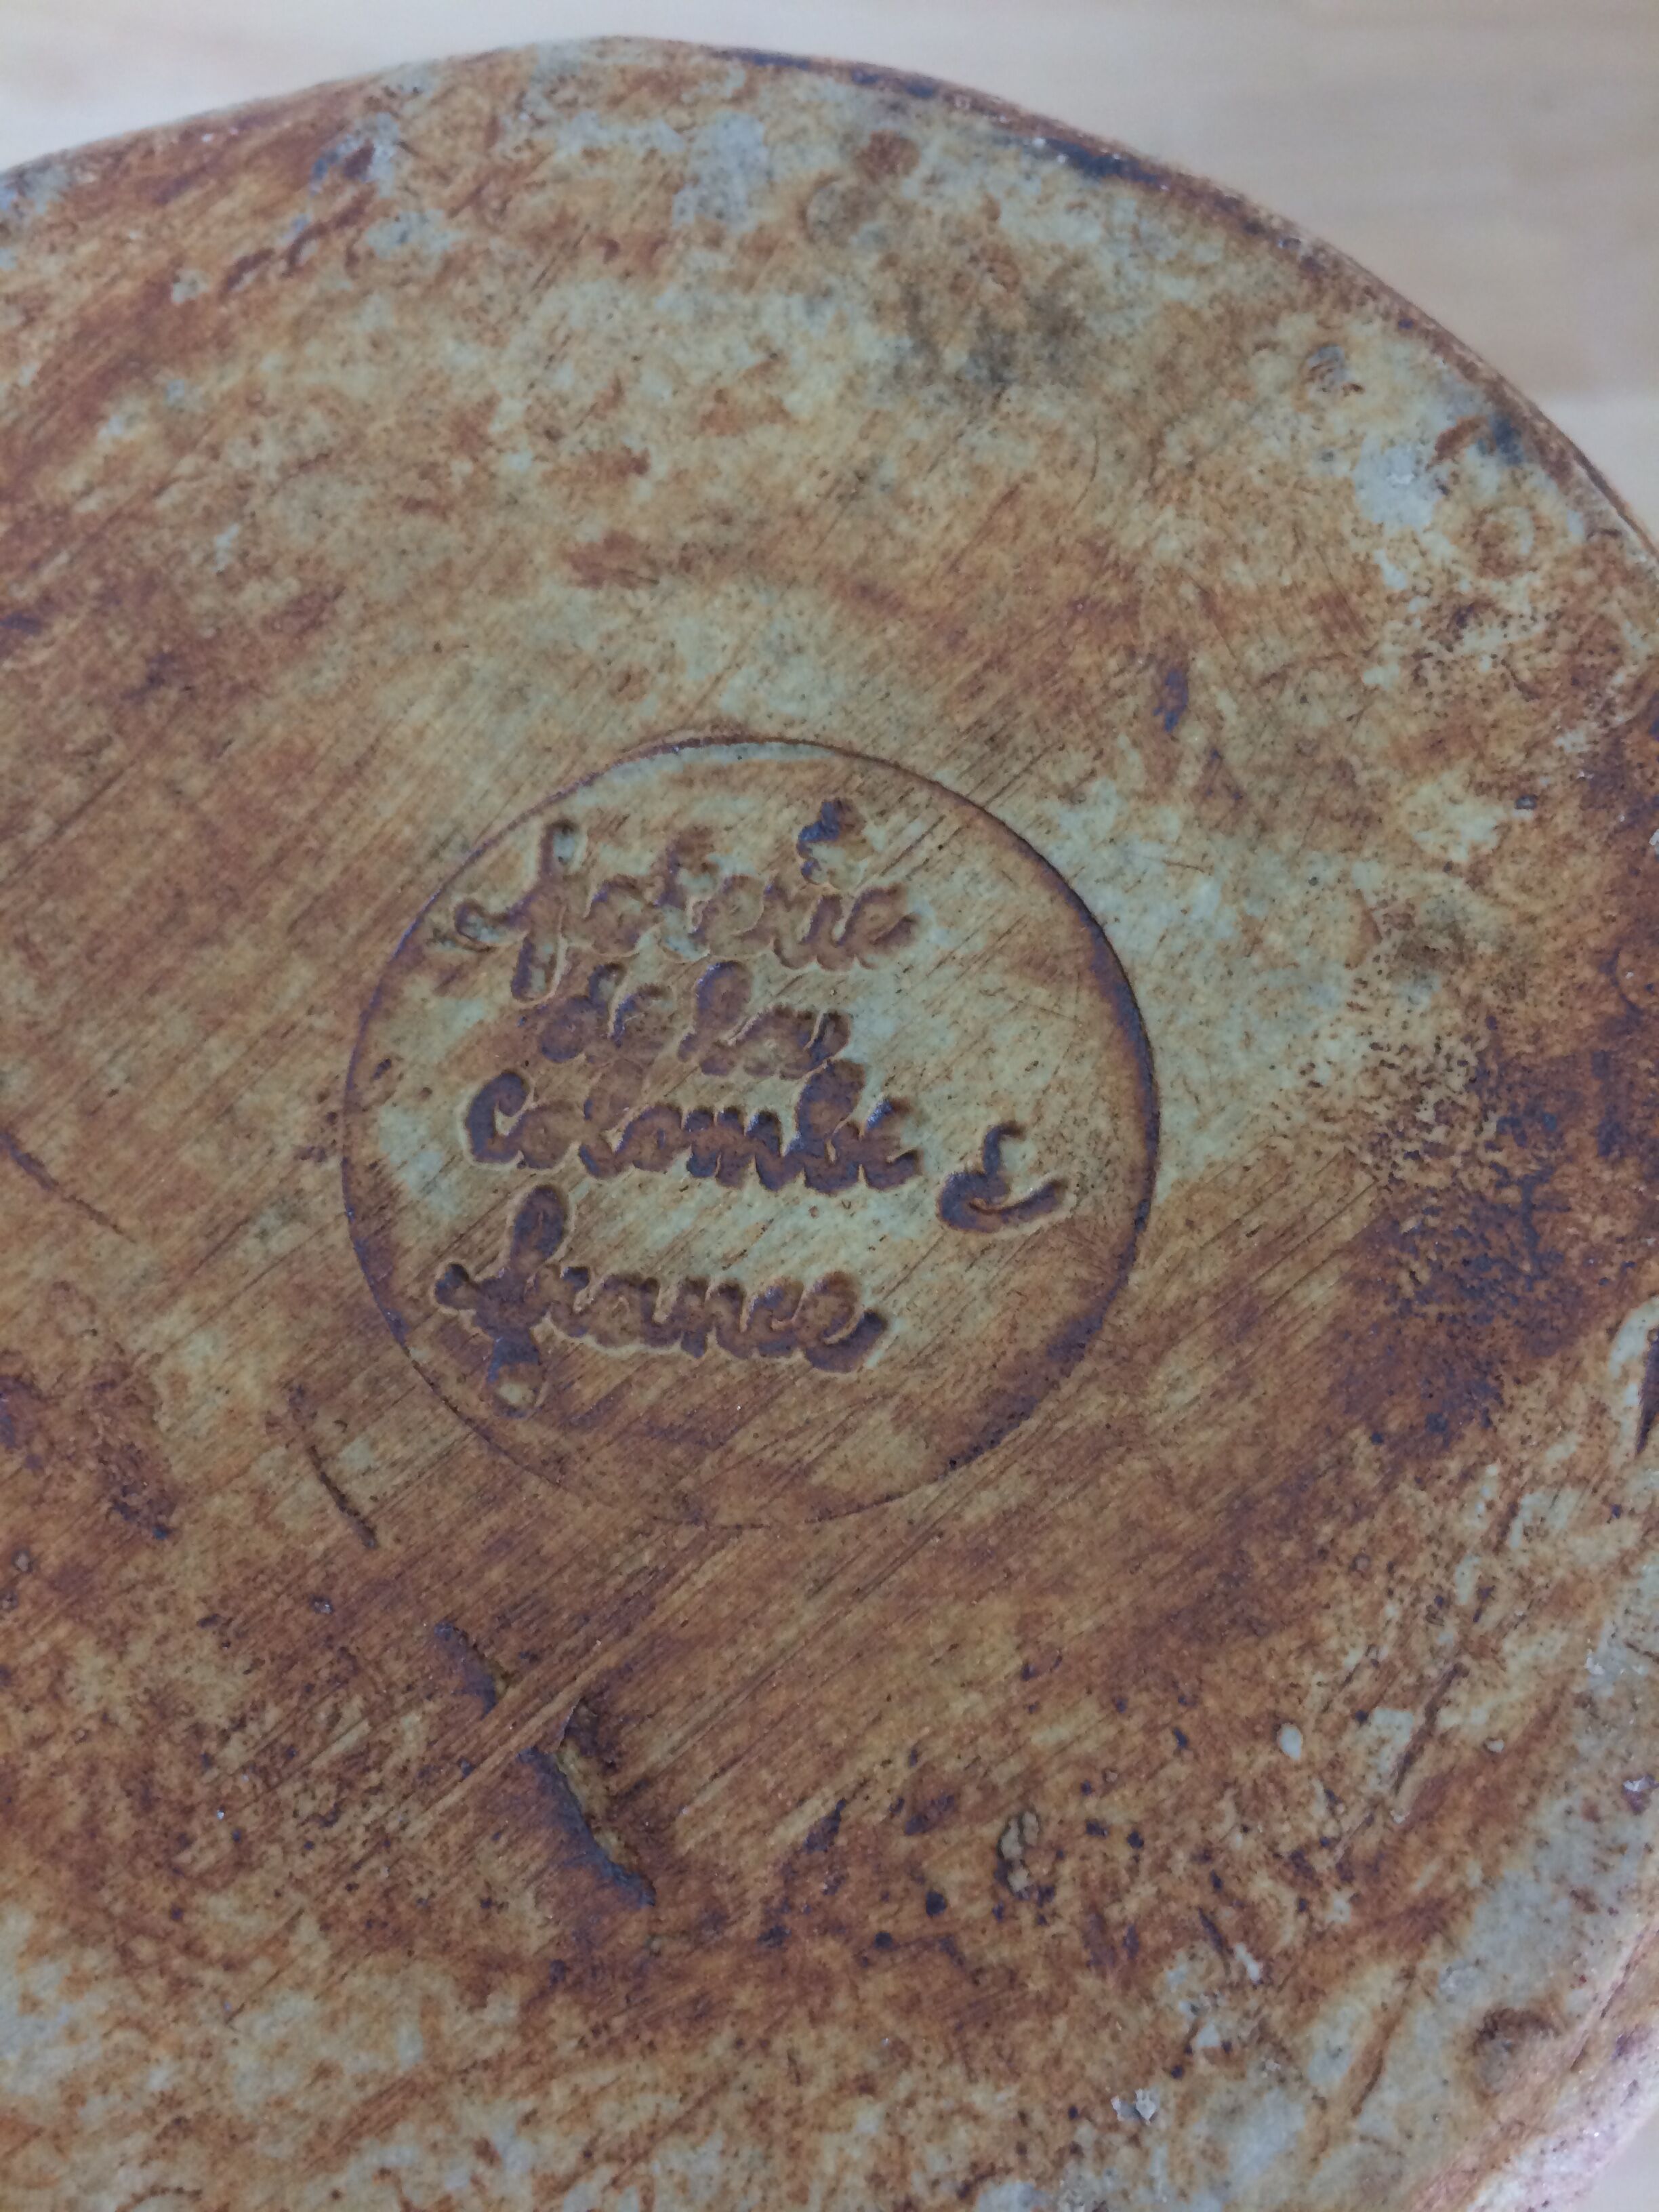 poterie
de la
Colombe
france